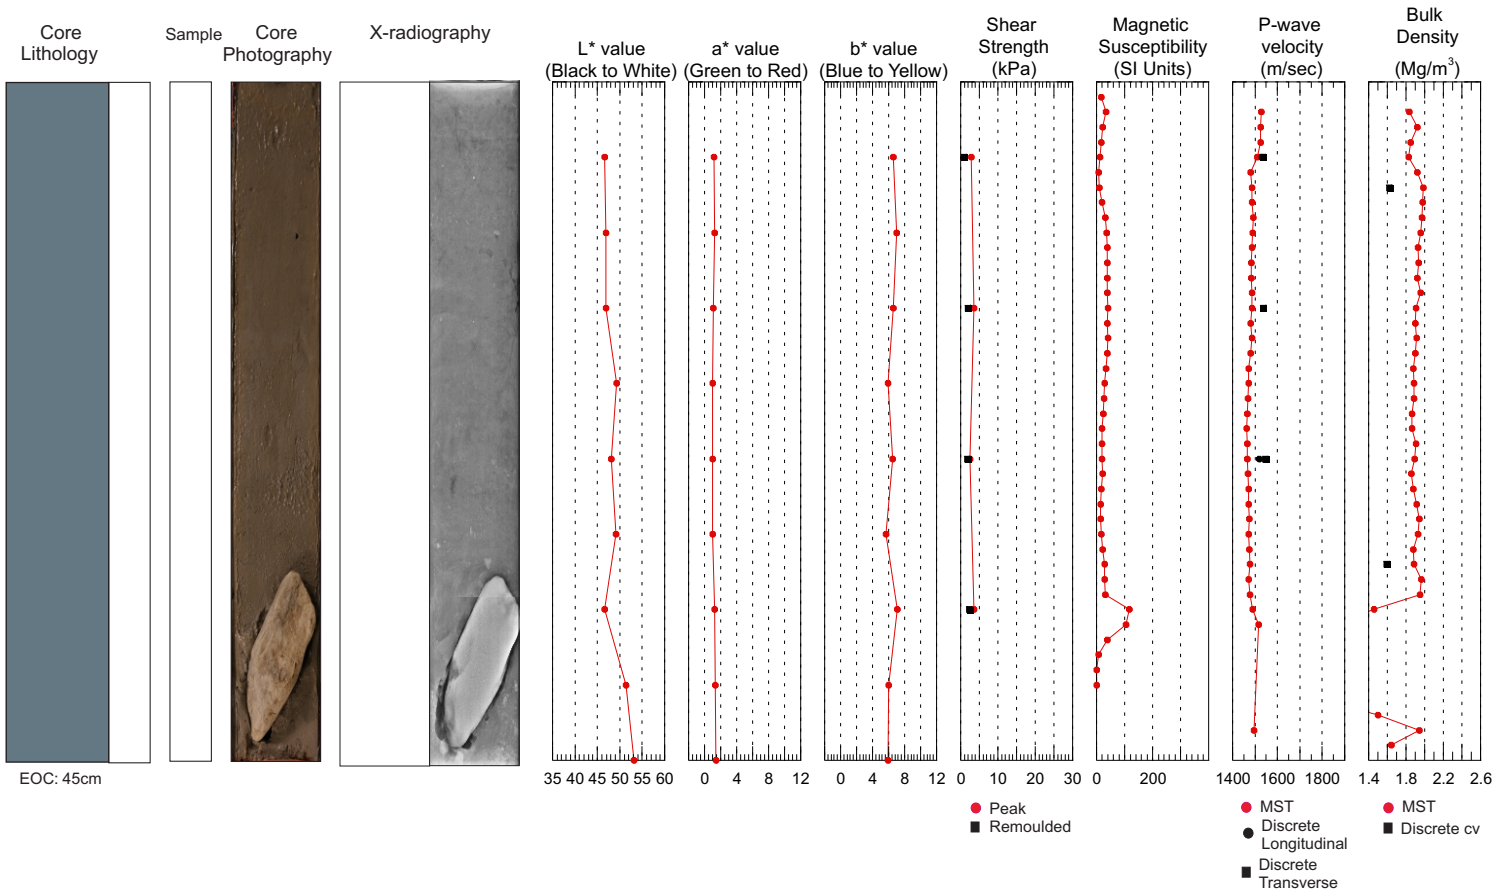 Core
Lithology
Sample
Core
Photography
X-radiography
L* value
(Black to White)
a* value
(Green to Red)
b* value
(Blue to Yellow)
Shear
Strength
(kPa)
Magnetic
Susceptibility
(SI Units)
P-wave
velocity
(m/sec)
Bulk
Density
(Mg/m³)
EOC: 45cm
35 40 45 50 55 60
0 4 8 12
0 4 8 12
0 10 20 30
0 200 400
1400 1600 1800
1.4 1.8 2.2 2.6
Peak
Remoulded
MST
Discrete
Longitudinal
Discrete
Transverse
MST
Discrete cv